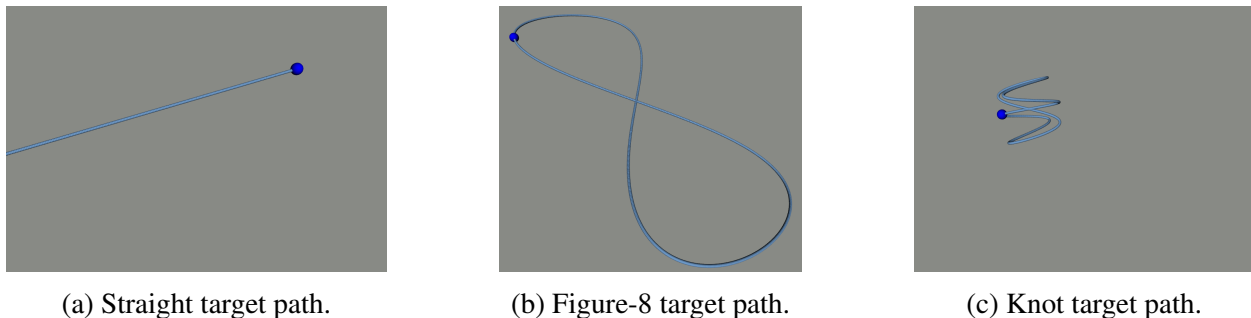 (a) Straight target path.
(b) Figure-8 target path.
(c) Knot target path.